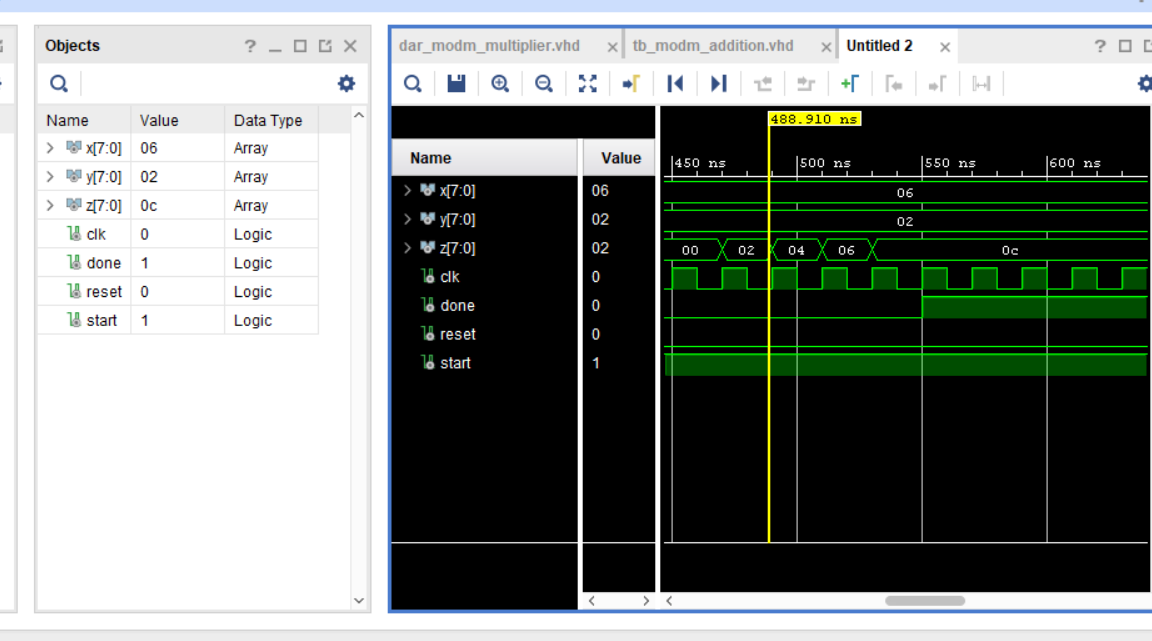 Objects
? _
Name Value Data Type
> x[7:0] 06 Array
> y[7:0] 02 Array
> z[7:0] 0c Array
clk 0 Logic
done 1 Logic
reset 0 Logic
start 1 Logic
dar_modm_multiplier.vhd × tb_modm_addition.vhd × Untitled 2 ×
?
488.910 ns
Name Value
450 ns 500 ns 550 ns 600 ns
> x[7:0] 06 06
> y[7:0] 02 02
> z[7:0] 02 00 02 04 06 0c
clk 0
done 0
reset 0
start 1